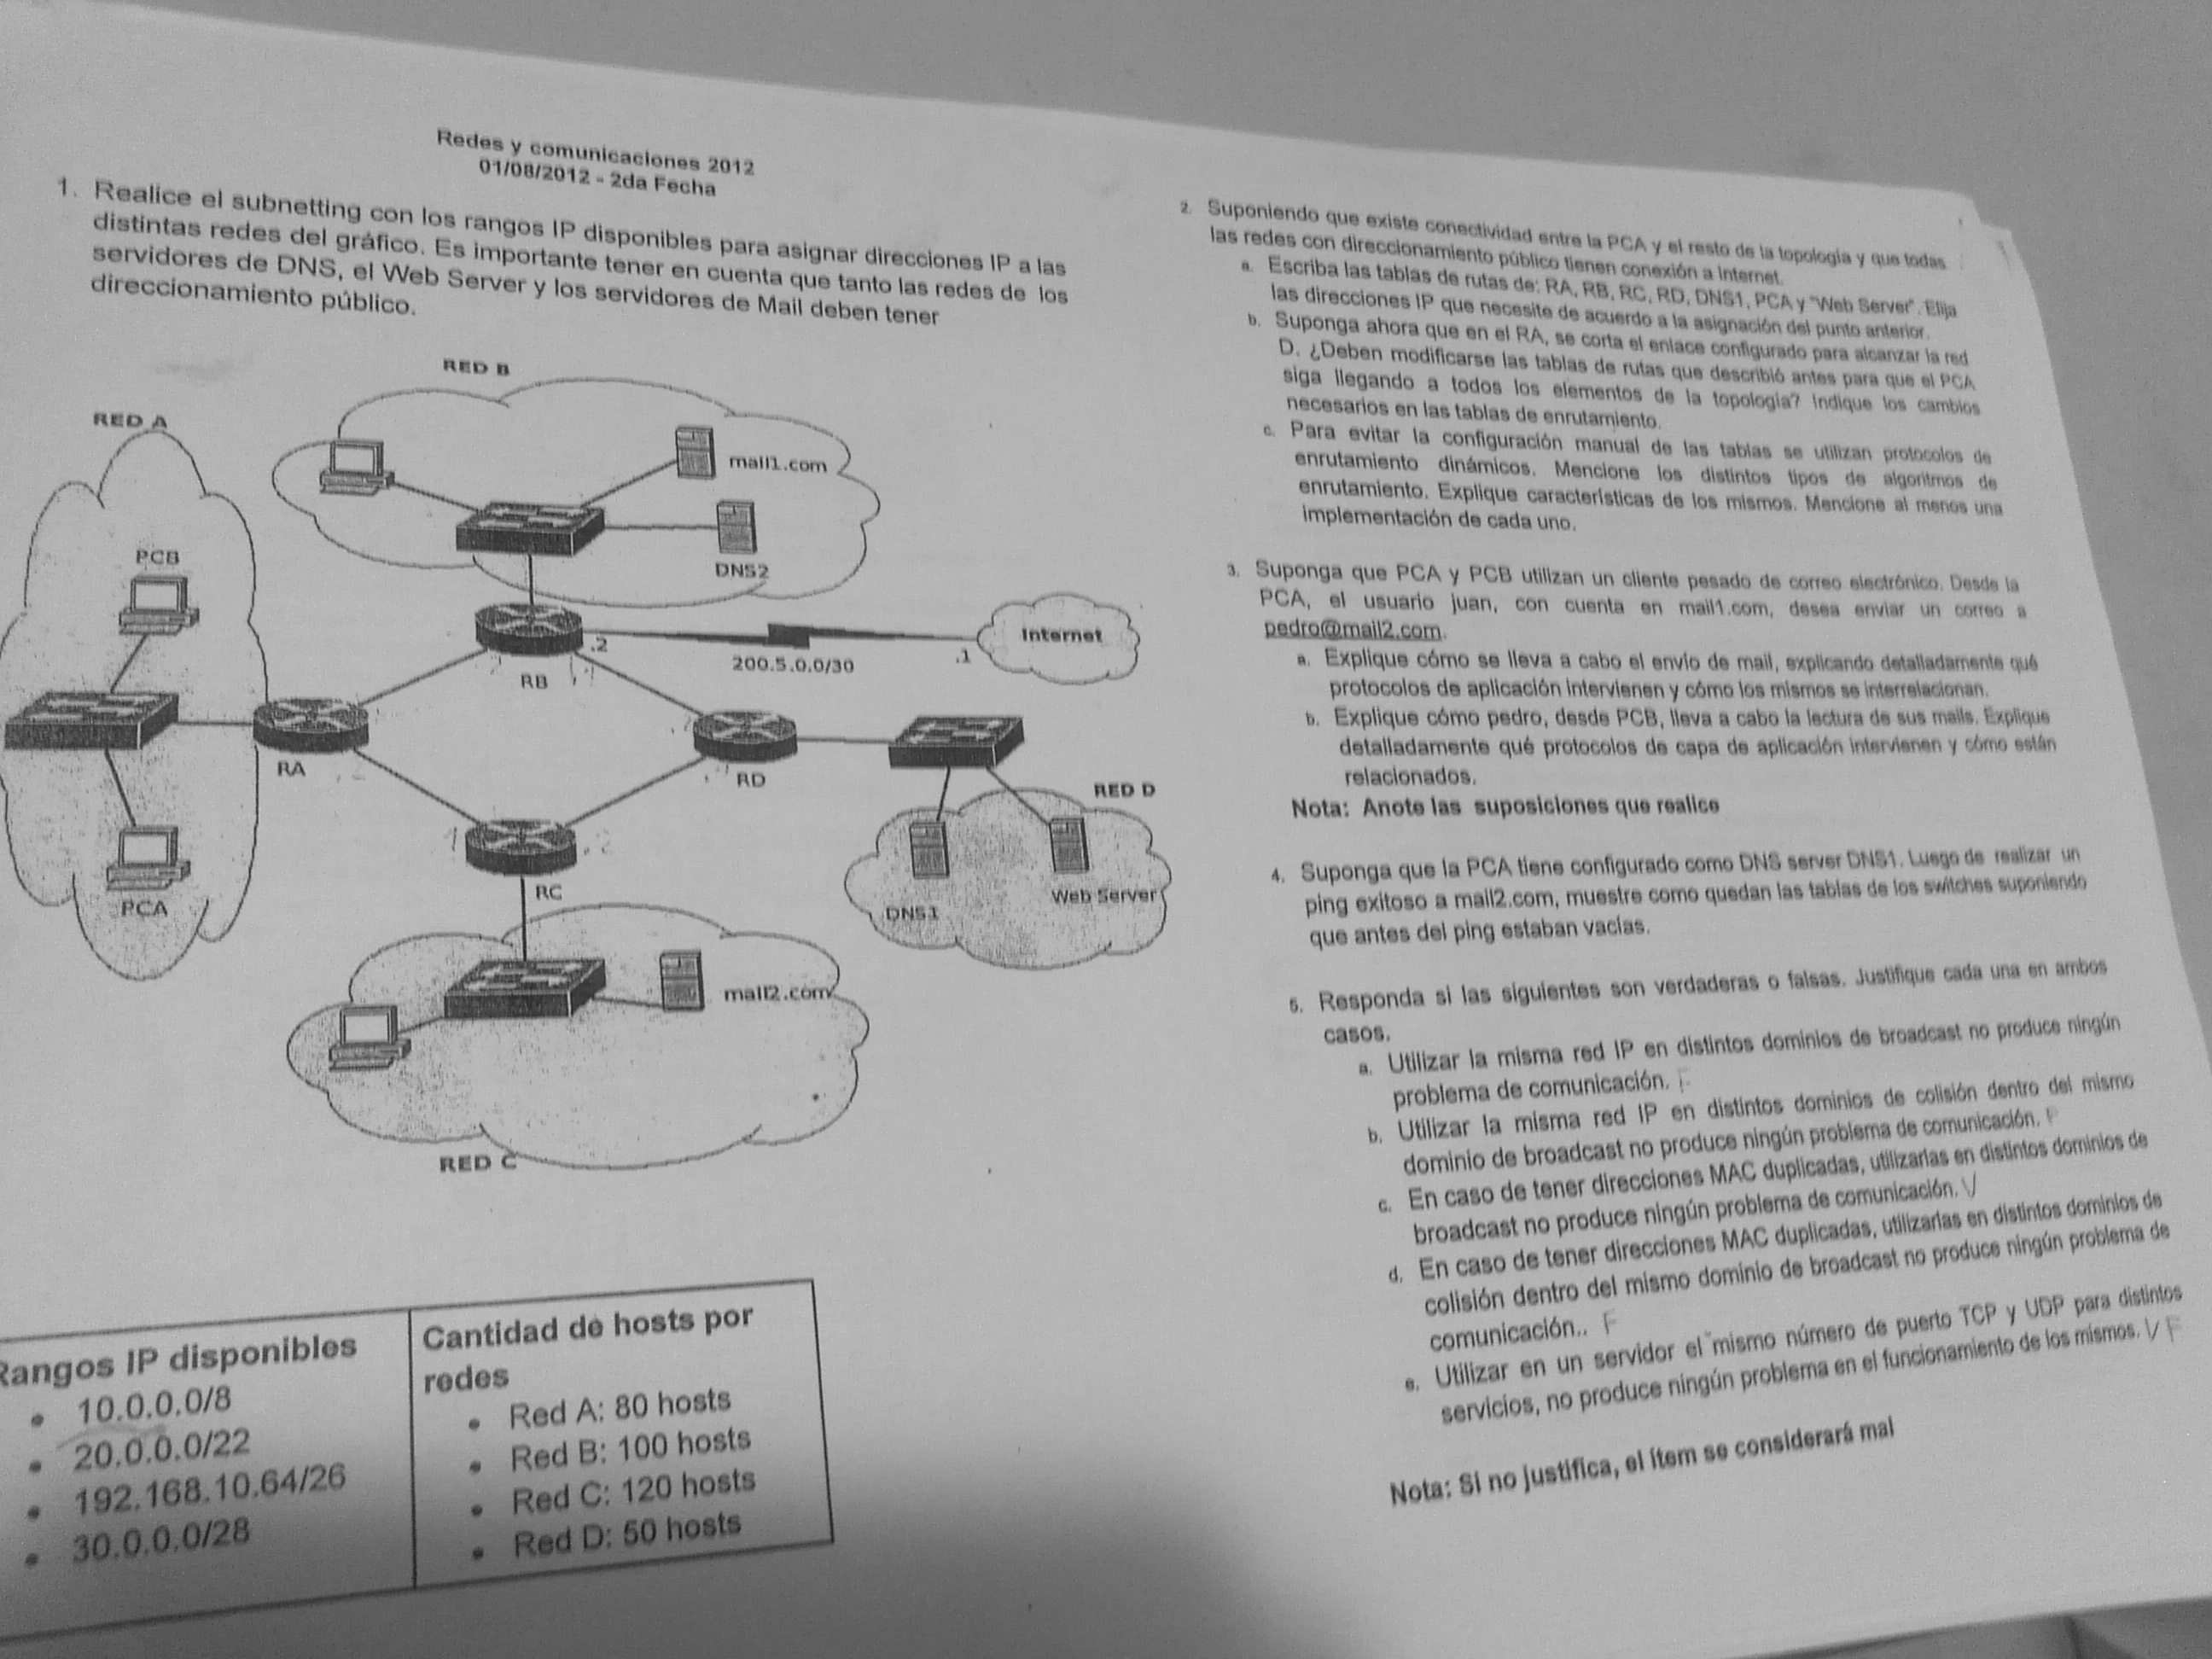 Redes y comunicaciones 2012
01/08/2012 - 2da Fecha
1. Realice el subnetting con los rangos IP disponibles para asignar direcciones IP a las
distintas redes del gráfico. Es importante tener en cuenta que tanto las redes de los
servidores de DNS, el Web Server y los servidores de Mail deben tener
direccionamiento público.
RED B
RED A
mail1.com
PCB
DNS2
Internet
.2
.1
200.5.0.0/30
RB
RA
RD
RED D
PCA
RC
DNS1
Web Server
mail2.com
RED C
Rangos IP disponibles
• 10.0.0.0/8
• 20.0.0.0/22
• 192.168.10.64/26
• 30.0.0.0/28
Cantidad de hosts por
redes
• Red A: 80 hosts
• Red B: 100 hosts
• Red C: 120 hosts
• Red D: 50 hosts
2. Suponiendo que existe conectividad entre la PCA y el resto de la topología y que todas
las redes con direccionamiento público tienen conexión a Internet.
a. Escriba las tablas de rutas de: RA, RB, RC, RD, DNS1, PCA y "Web Server". Elija
las direcciones IP que necesite de acuerdo a la asignación del punto anterior.
b. Suponga ahora que en el RA, se corta el enlace configurado para alcanzar la red
D. ¿Deben modificarse las tablas de rutas que describió antes para que el PCA
siga llegando a todos los elementos de la topología? Indique los cambios
necesarios en las tablas de enrutamiento.
c. Para evitar la configuración manual de las tablas se utilizan protocolos de
enrutamiento dinámicos. Mencione los distintos tipos de algoritmos de
enrutamiento. Explique características de los mismos. Mencione al menos una
implementación de cada uno.
3. Suponga que PCA y PCB utilizan un cliente pesado de correo electrónico. Desde la
PCA, el usuario juan, con cuenta en mail1.com, desea enviar un correo a
pedro@mail2.com.
a. Explique cómo se lleva a cabo el envío de mail, explicando detalladamente qué
protocolos de aplicación intervienen y cómo los mismos se interrelacionan.
b. Explique cómo pedro, desde PCB, lleva a cabo la lectura de sus mails. Explique
detalladamente qué protocolos de capa de aplicación intervienen y cómo están
relacionados.
Nota: Anote las suposiciones que realice
4. Suponga que la PCA tiene configurado como DNS server DNS1. Luego de realizar un
ping exitoso a mail2.com, muestre como quedan las tablas de los switches suponiendo
que antes del ping estaban vacías.
5. Responda si las siguientes son verdaderas o falsas. Justifique cada una en ambos
casos.
a. Utilizar la misma red IP en distintos dominios de broadcast no produce ningún
problema de comunicación. F
b. Utilizar la misma red IP en distintos dominios de colisión dentro del mismo
dominio de broadcast no produce ningún problema de comunicación.
c. En caso de tener direcciones MAC duplicadas, utilizarlas en distintos dominios de
broadcast no produce ningún problema de comunicación. V
d. En caso de tener direcciones MAC duplicadas, utilizarlas en distintos dominios de
colisión dentro del mismo dominio de broadcast no produce ningún problema de
comunicación.. F
e. Utilizar en un servidor el mismo número de puerto TCP y UDP para distintos
servicios, no produce ningún problema en el funcionamiento de los mismos. V F
Nota: Si no justifica, el ítem se considerará mal